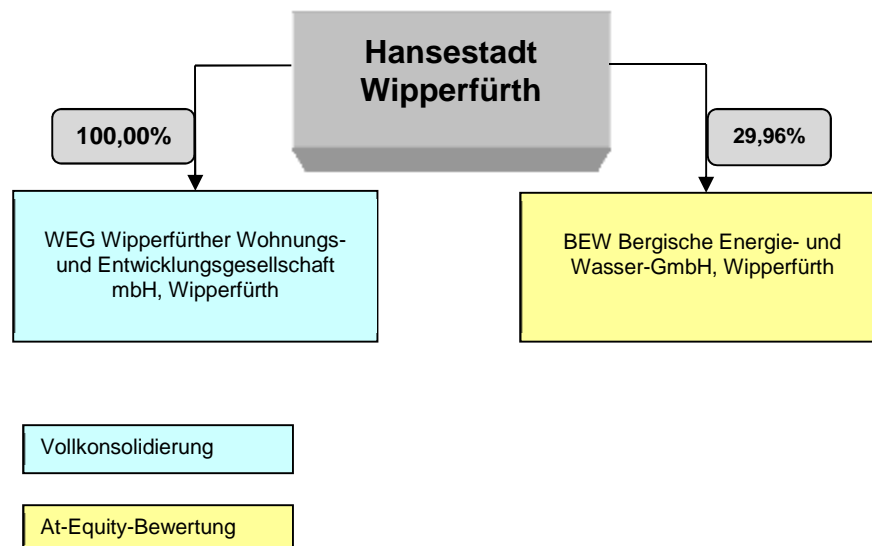 Hansestadt
Wipperfürth
100,00%
29,96%
WEG Wipperfürther Wohnungs-
und Entwicklungsgesellschaft
mbH, Wipperfürth
BEW Bergische Energie- und
Wasser-GmbH, Wipperfürth
Vollkonsolidierung
At-Equity-Bewertung